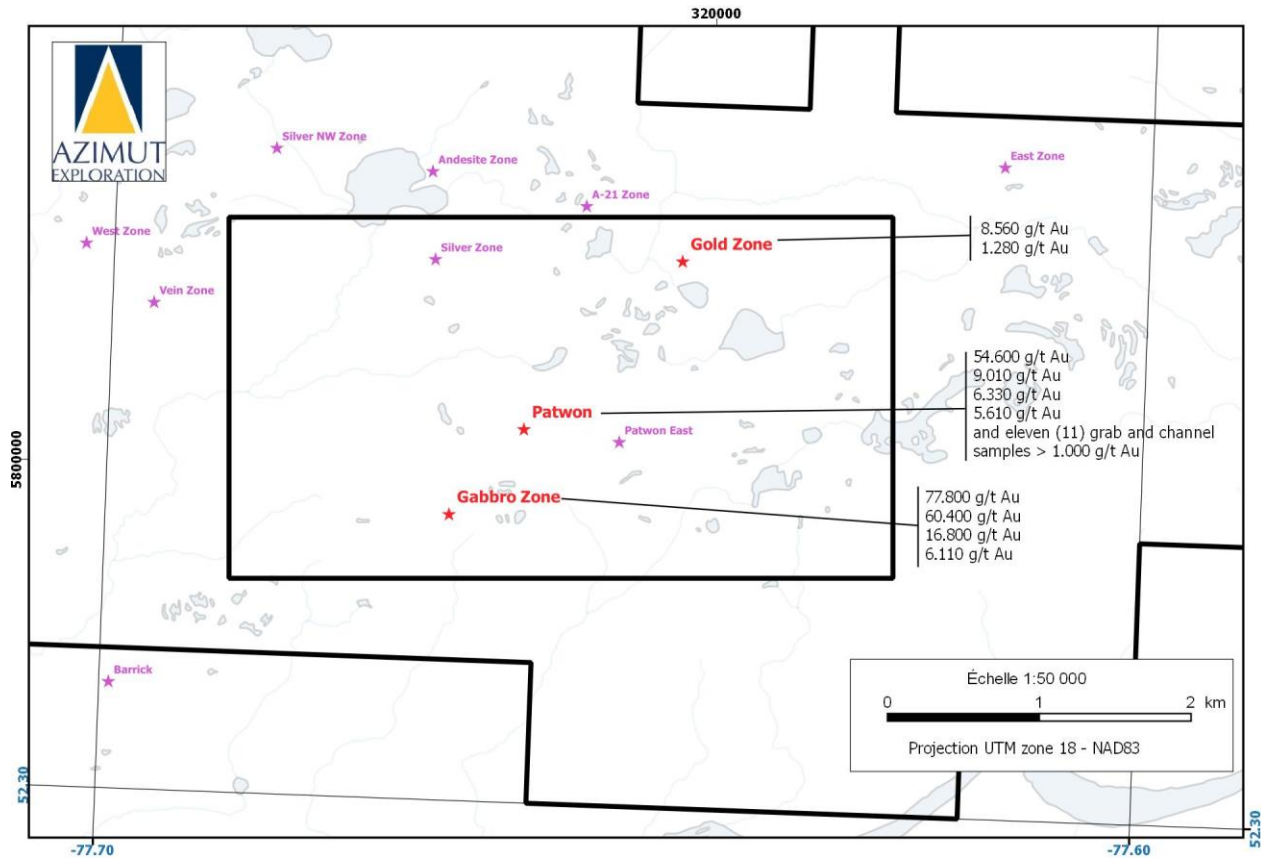 320000
AZIMUT
EXPLORATION
Silver NW Zone
Andesite Zone
East Zone
A-21 Zone
West Zone
Silver Zone
Gold Zone
8.560 g/t Au
1.280 g/t Au
Vein Zone
54.600 g/t Au
9.010 g/t Au
6.330 g/t Au
5.610 g/t Au
and eleven (11) grab and channel
samples > 1.000 g/t Au
Patwon
Patwon East
5800000
Gabbro Zone
77.800 g/t Au
60.400 g/t Au
16.800 g/t Au
6.110 g/t Au
Barrick
Échelle 1:50 000
0 1 2 km
Projection UTM zone 18 - NAD83
52.30
52.30
-77.70
-77.60